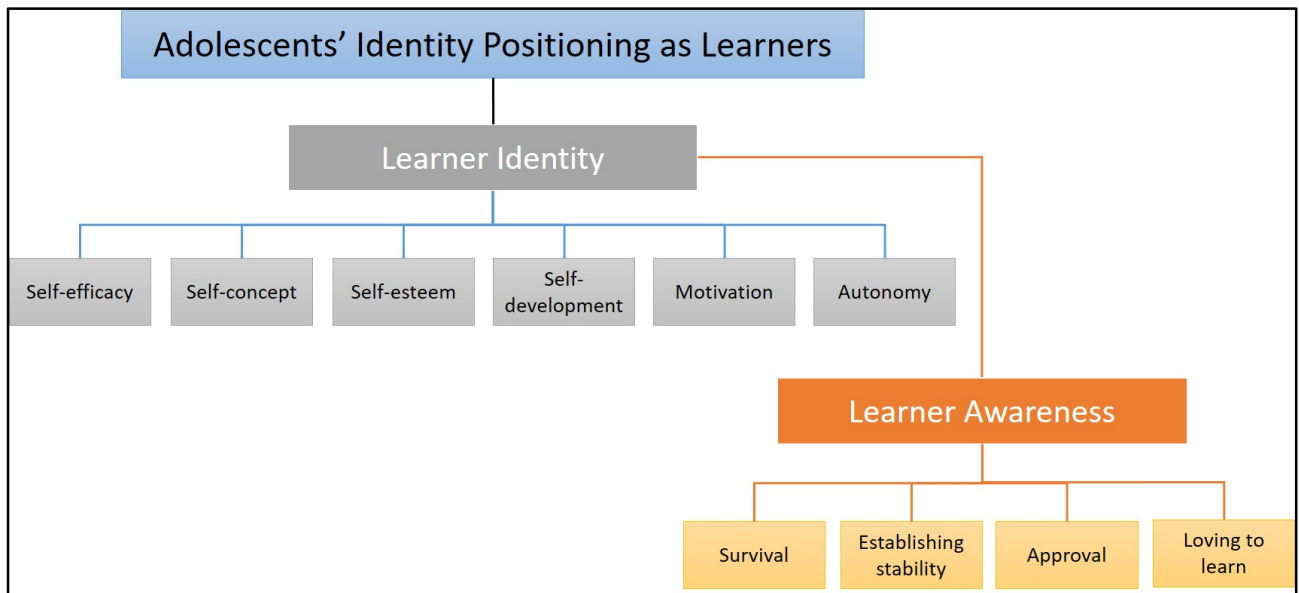 Adolescents’ Identity Positioning as Learners
Learner Identity
Self-efficacy
Self-concept
Self-esteem
Self-
development
Motivation
Autonomy
Learner Awareness
Survival
Establishing
stability
Approval
Loving to
learn